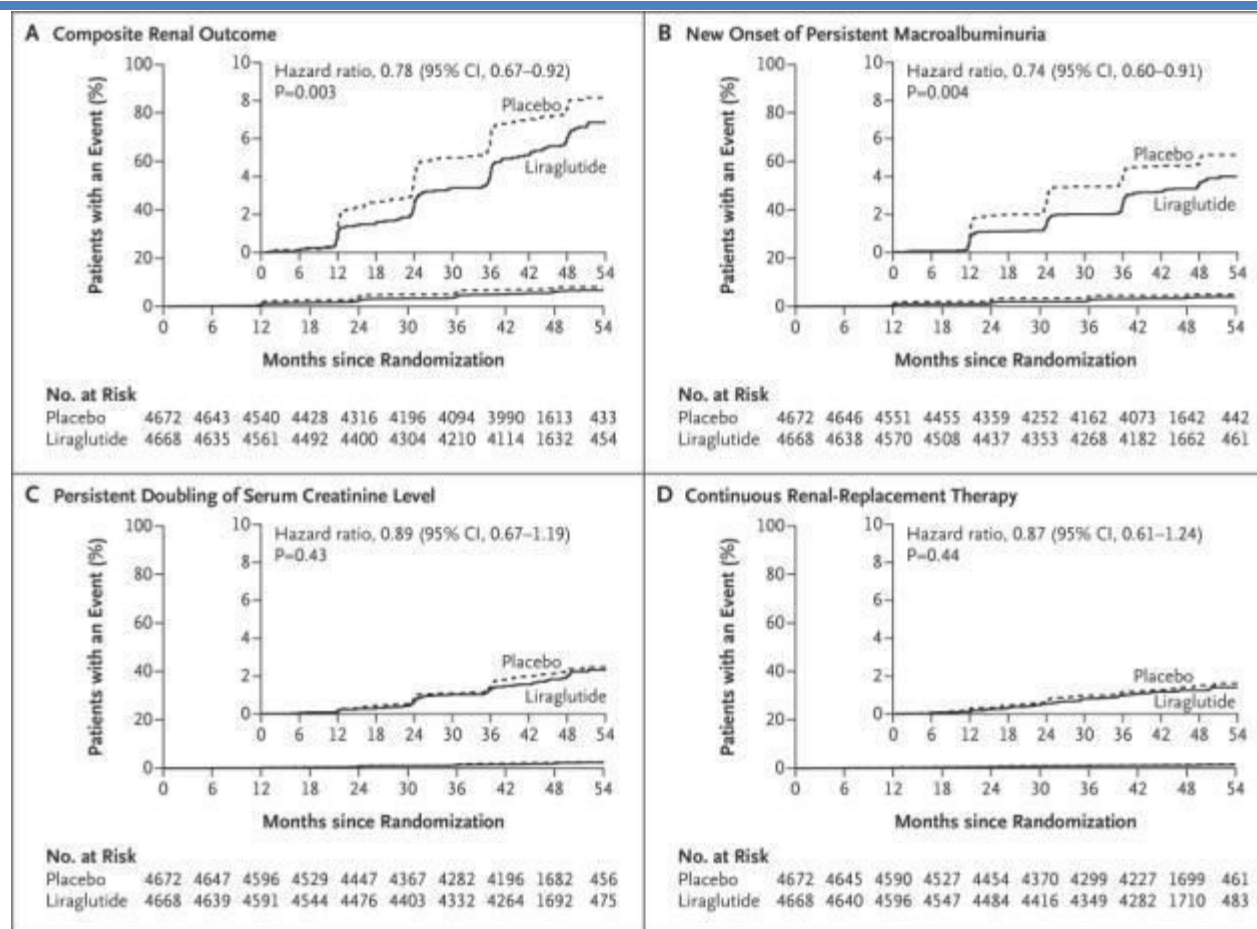 A Composite Renal Outcome
Patients with an Event (%)
100
80
60
40
20
0
10
8
6
4
2
0
Hazard ratio, 0.78 (95% CI, 0.67–0.92)
P=0.003
Placebo
Liraglutide
0 6 12 18 24 30 36 42 48 54
0 6 12 18 24 30 36 42 48 54
Months since Randomization
No. at Risk
Placebo 4672 4643 4540 4428 4316 4196 4094 3990 1613 433
Liraglutide 4668 4635 4561 4492 4400 4304 4210 4114 1632 454
B New Onset of Persistent Macroalbuminuria
Patients with an Event (%)
100
80
60
40
20
0
10
8
6
4
2
0
Hazard ratio, 0.74 (95% CI, 0.60–0.91)
P=0.004
Placebo
Liraglutide
0 6 12 18 24 30 36 42 48 54
0 6 12 18 24 30 36 42 48 54
Months since Randomization
No. at Risk
Placebo 4672 4646 4551 4455 4359 4252 4162 4073 1642 442
Liraglutide 4668 4638 4570 4508 4437 4353 4268 4182 1662 461
C Persistent Doubling of Serum Creatinine Level
Patients with an Event (%)
100
80
60
40
20
0
10
8
6
4
2
0
Hazard ratio, 0.89 (95% CI, 0.67–1.19)
P=0.43
Placebo
Liraglutide
0 6 12 18 24 30 36 42 48 54
0 6 12 18 24 30 36 42 48 54
Months since Randomization
No. at Risk
Placebo 4672 4647 4596 4529 4447 4367 4282 4196 1682 456
Liraglutide 4668 4639 4591 4544 4476 4403 4332 4264 1692 475
D Continuous Renal-Replacement Therapy
Patients with an Event (%)
100
80
60
40
20
0
10
8
6
4
2
0
Hazard ratio, 0.87 (95% CI, 0.61–1.24)
P=0.44
Placebo
Liraglutide
0 6 12 18 24 30 36 42 48 54
0 6 12 18 24 30 36 42 48 54
Months since Randomization
No. at Risk
Placebo 4672 4645 4590 4527 4454 4370 4299 4227 1699 461
Liraglutide 4668 4640 4596 4547 4484 4416 4349 4282 1710 483